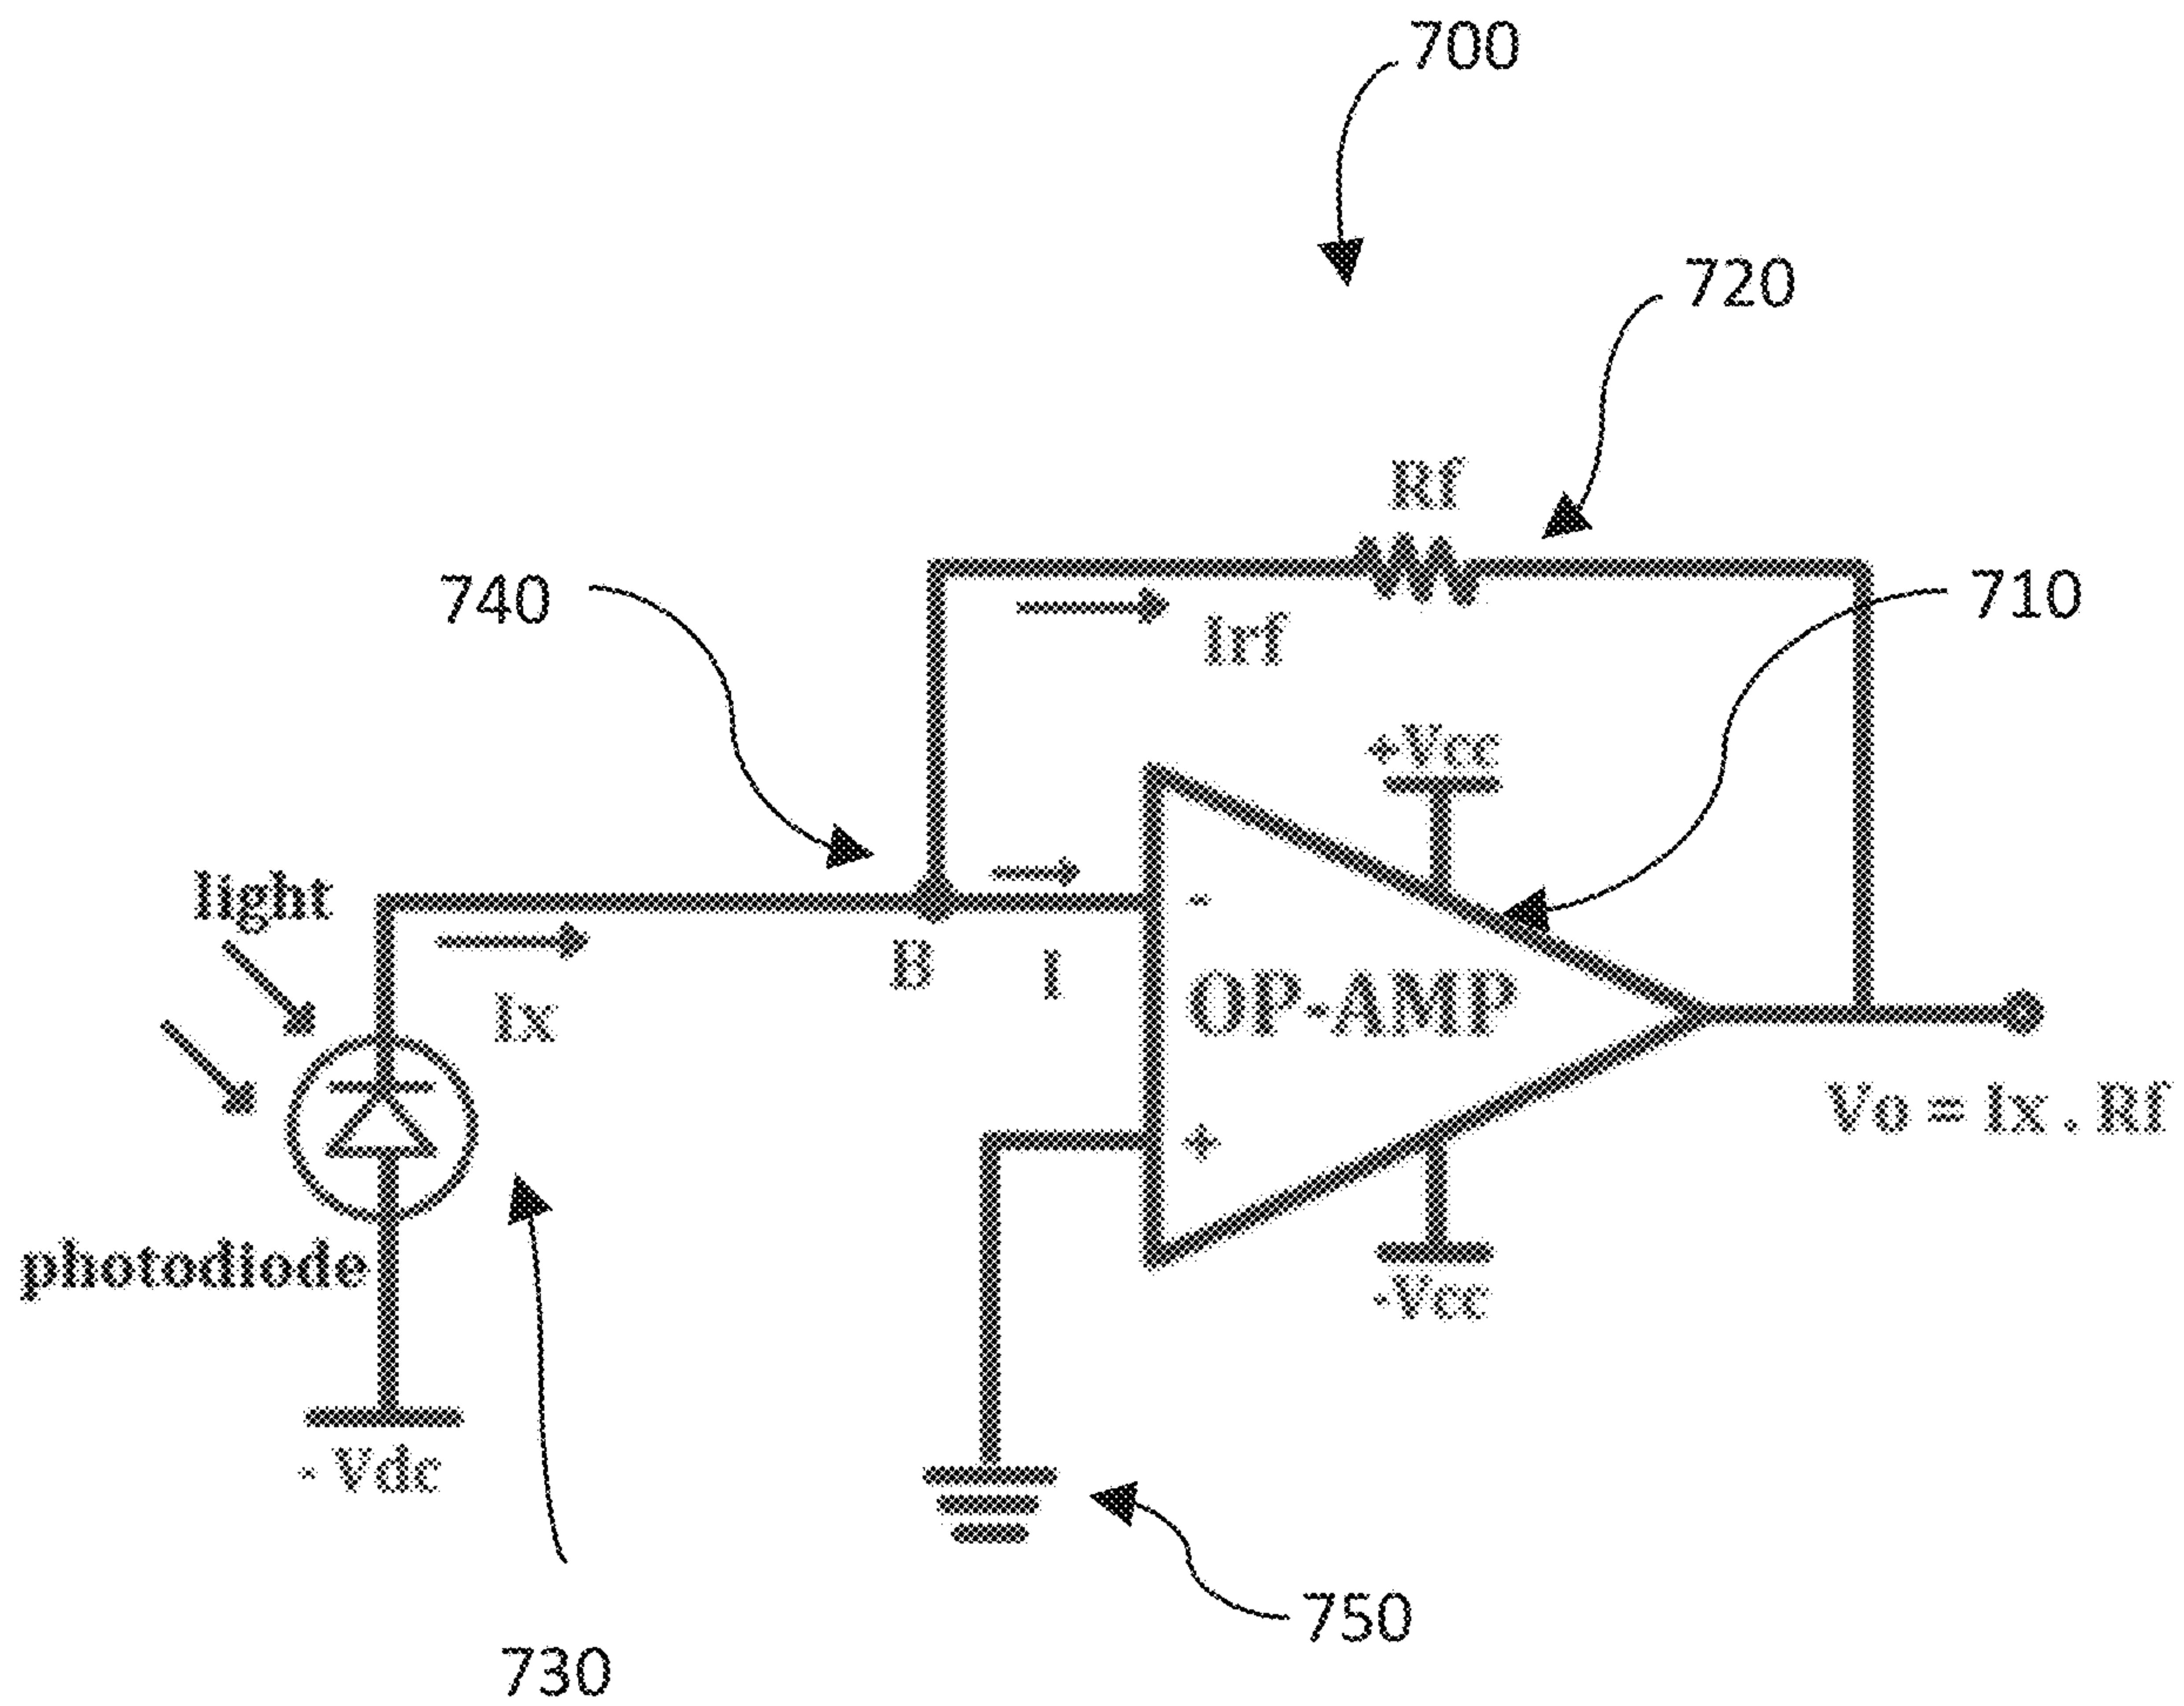 700
720
Rf
740
710
Irf
+Vcc
light
-
B
I
Ix
OP-AMP
Vo = Ix . Rf
+
photodiode
-Vcc
- Vdc
750
730